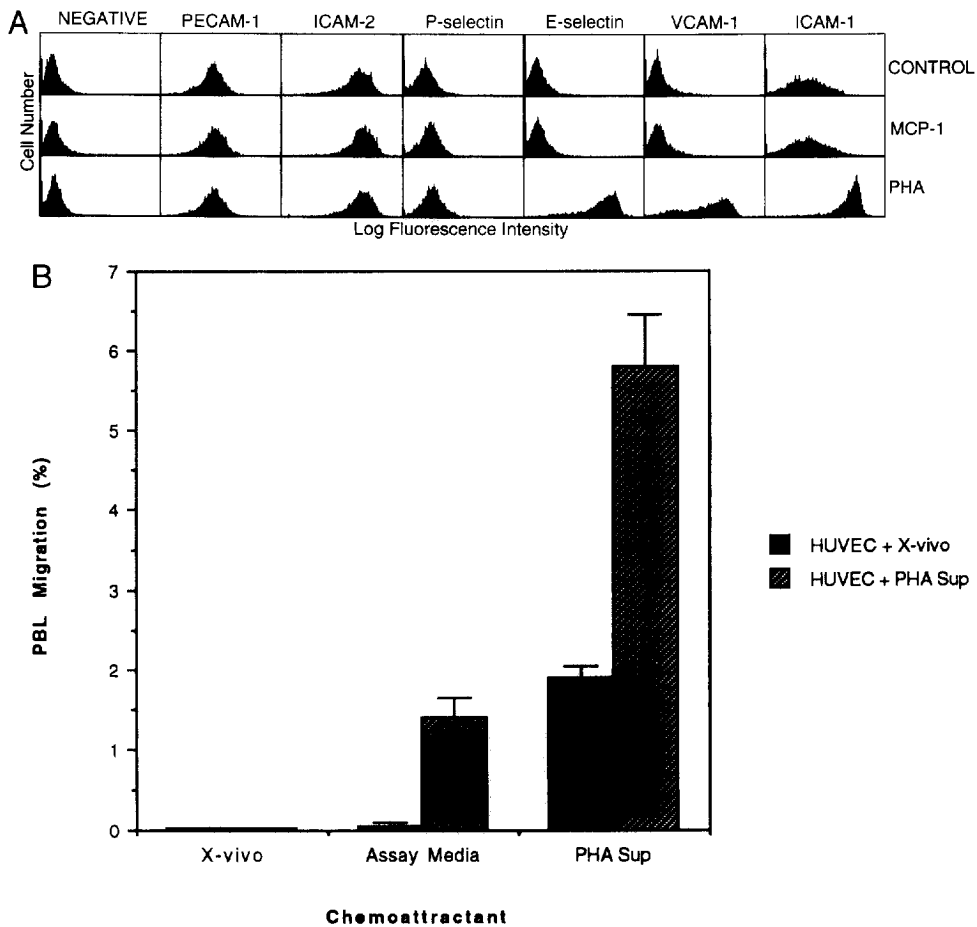 A
NEGATIVE PECAM-1 ICAM-2 P-selectin E-selectin VCAM-1 ICAM-1
Cell Number
CONTROL
MCP-1
PHA
Log Fluorescence Intensity
B
PBL Migration (%)
7
6
5
4
3
2
1
0
X-vivo Assay Media PHA Sup
Chemoattractant
HUVEC + X-vivo
HUVEC + PHA Sup